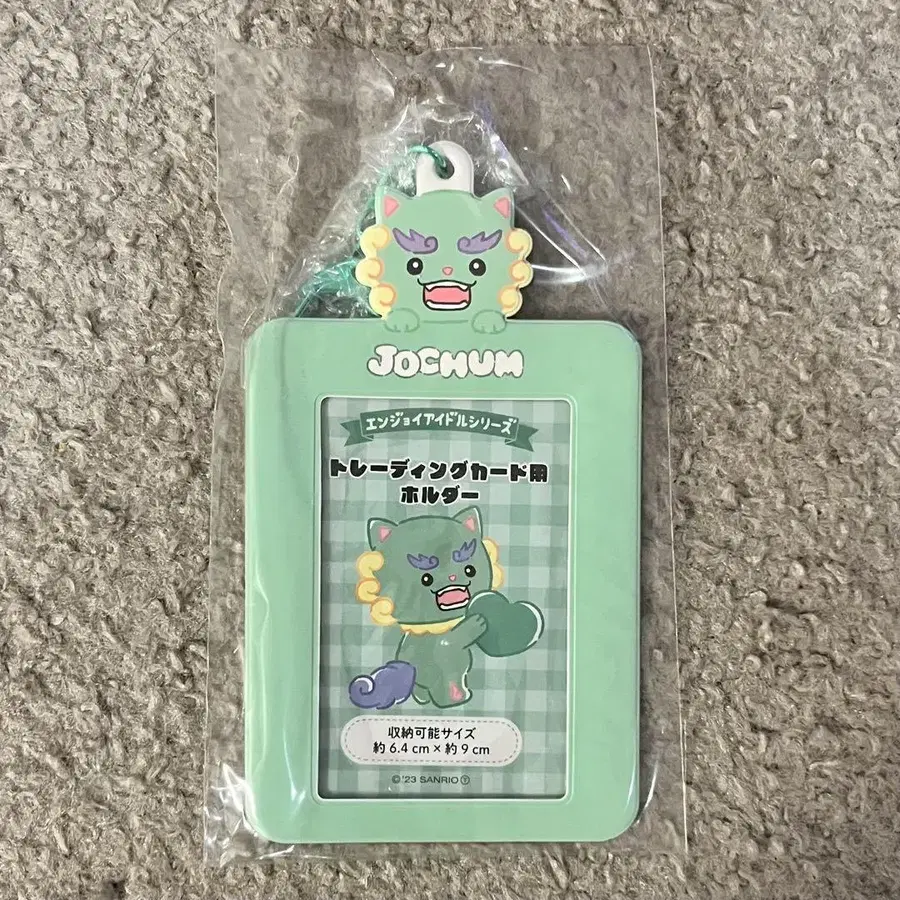 JOCHUM
エンジョイアイドルシリーズ
トレーディングカード用
ホルダー
収納可能サイズ
約 6.4 cm × 約 9 cm
©'23 SANRIO Ⓣ